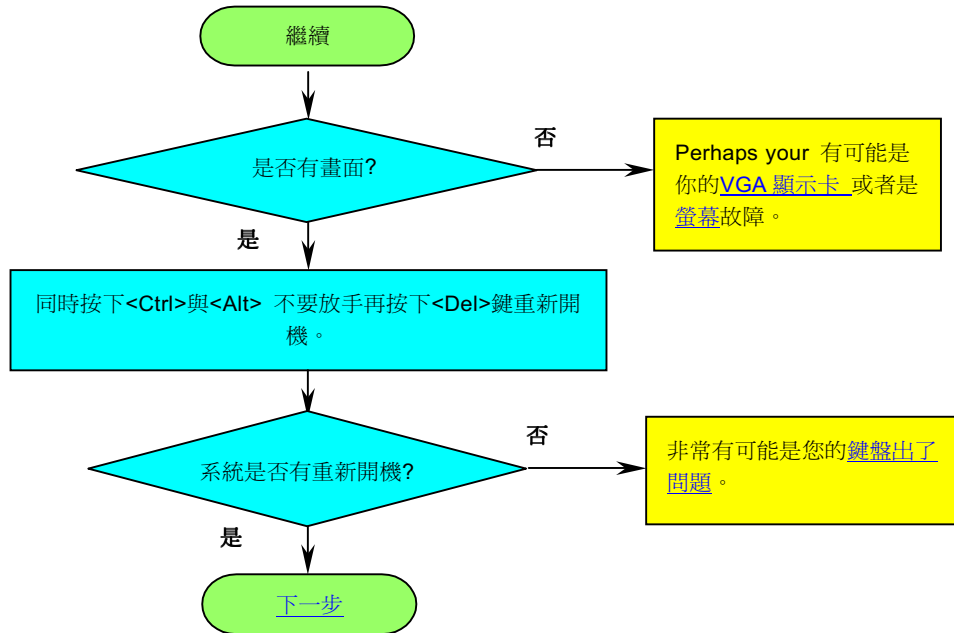 繼續
是否有畫面?
否
Perhaps your 有可能是
你的VGA 顯示卡 或者是
螢幕故障。
是
同時按下<Ctrl>與<Alt> 不要放手再按下<Del>鍵重新開
機。
系統是否有重新開機?
否
非常有可能是您的鍵盤出了
問題。
是
下一步